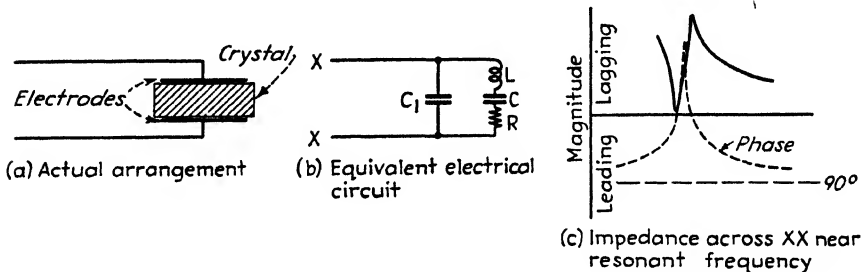 Crystal
Electrodes
(a) Actual arrangement
X
X
C1
L
C
R
(b) Equivalent electrical
circuit
Magnitude
Leading Lagging
Phase
90°
(c) Impedance across XX near
resonant frequency